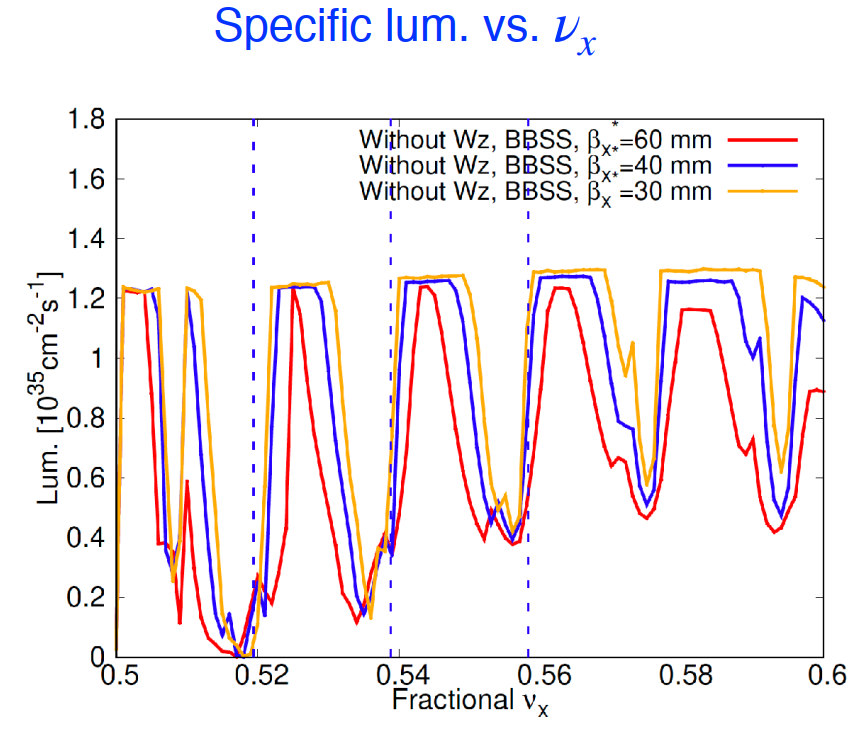 Specific lum. vs. νₓ
1.8
1.6
1.4
1.2
1
0.8
0.6
0.4
0.2
0
Lum. [10³⁵cm⁻²s⁻¹]
*
Without Wz, BBSS, βₓ*=60 mm
Without Wz, BBSS, βₓ*=40 mm
Without Wz, BBSS, βₓ =30 mm
0.5 0.52 0.54 0.56 0.58 0.6
Fractional νₓ